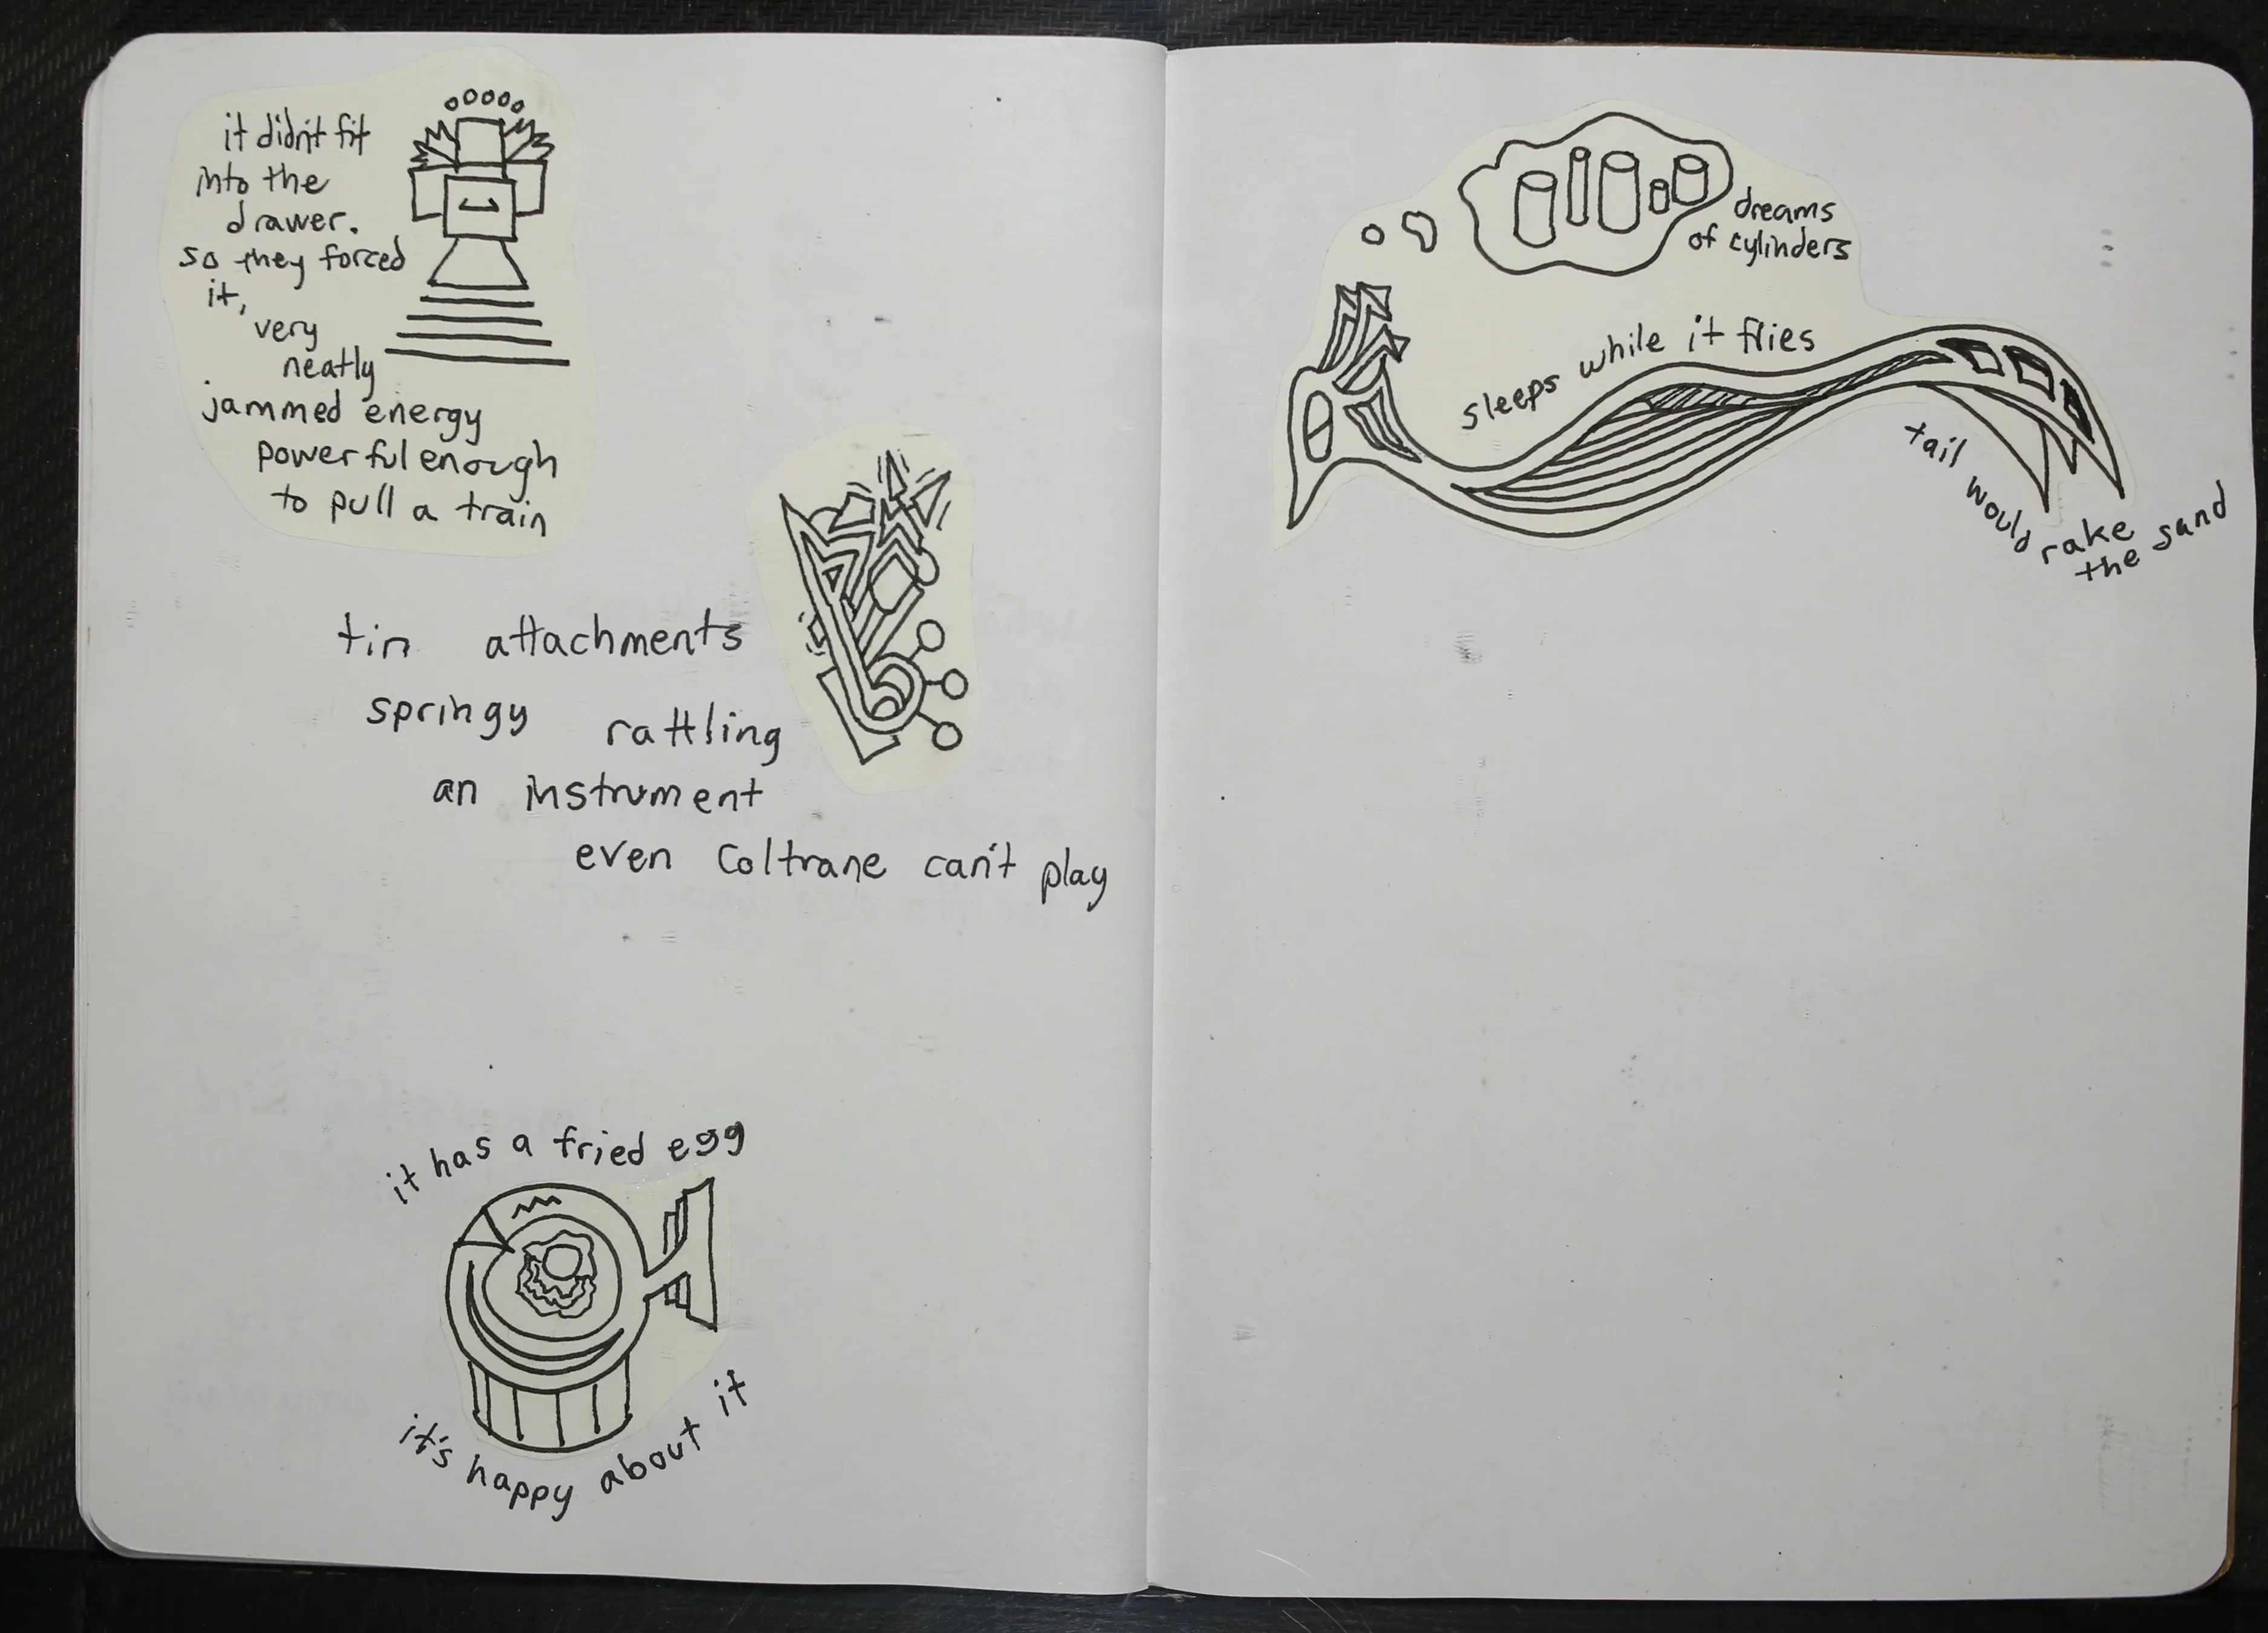 it didn't fit
into the
drawer.
so they forced
it,
very
neatly
jammed energy
powerful enough
to pull a train
tin attachments
springy rattling
an instrument
even Coltrane can't play
it has a fried egg
it's happy about it
dreams
of cylinders
sleeps while it flies
tail would rake
the sand